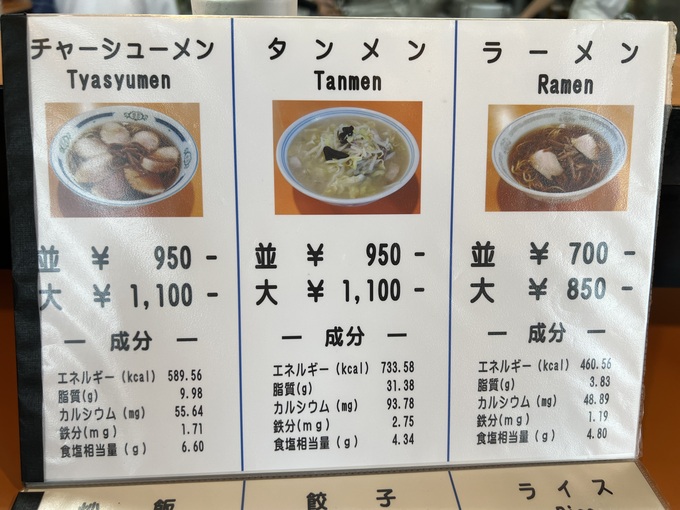 チャーシューメン
Tyasyumen
並 ￥ 950 -
大 ￥ 1,100 -
― 成分 ―
エネルギー(kcal) 589.56
脂質(g) 9.98
カルシウム(mg) 55.64
鉄分(mg) 1.71
食塩相当量(g) 6.60
タンメン
Tanmen
並 ￥ 950 -
大 ￥ 1,100 -
― 成分 ―
エネルギー(kcal) 733.58
脂質(g) 31.38
カルシウム(mg) 93.78
鉄分(mg) 2.75
食塩相当量(g) 4.34
ラーメン
Ramen
並 ￥ 700 -
大 ￥ 850 -
― 成分 ―
エネルギー(kcal) 460.56
脂質(g) 3.83
カルシウム(mg) 48.89
鉄分(mg) 1.19
食塩相当量(g) 4.80
炒飯
餃子
ライス